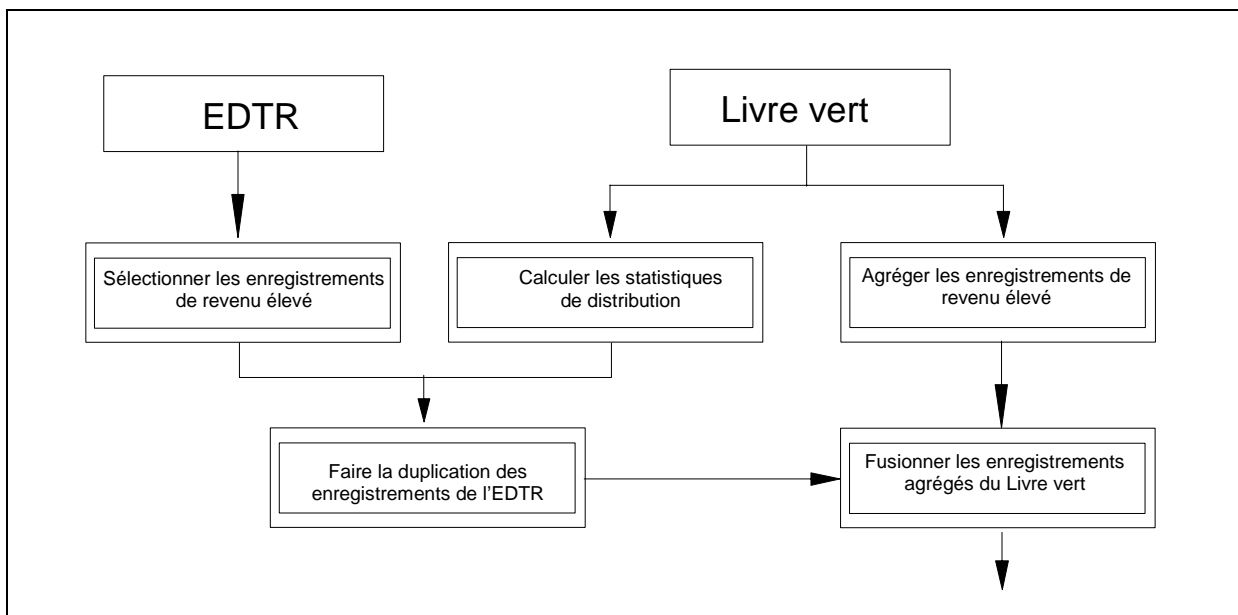 EDTR
Livre vert
Sélectionner les enregistrements
de revenu élevé
Calculer les statistiques
de distribution
Agréger les enregistrements de
revenu élevé
Faire la duplication des
enregistrements de l'EDTR
Fusionner les enregistrements
agrégés du Livre vert